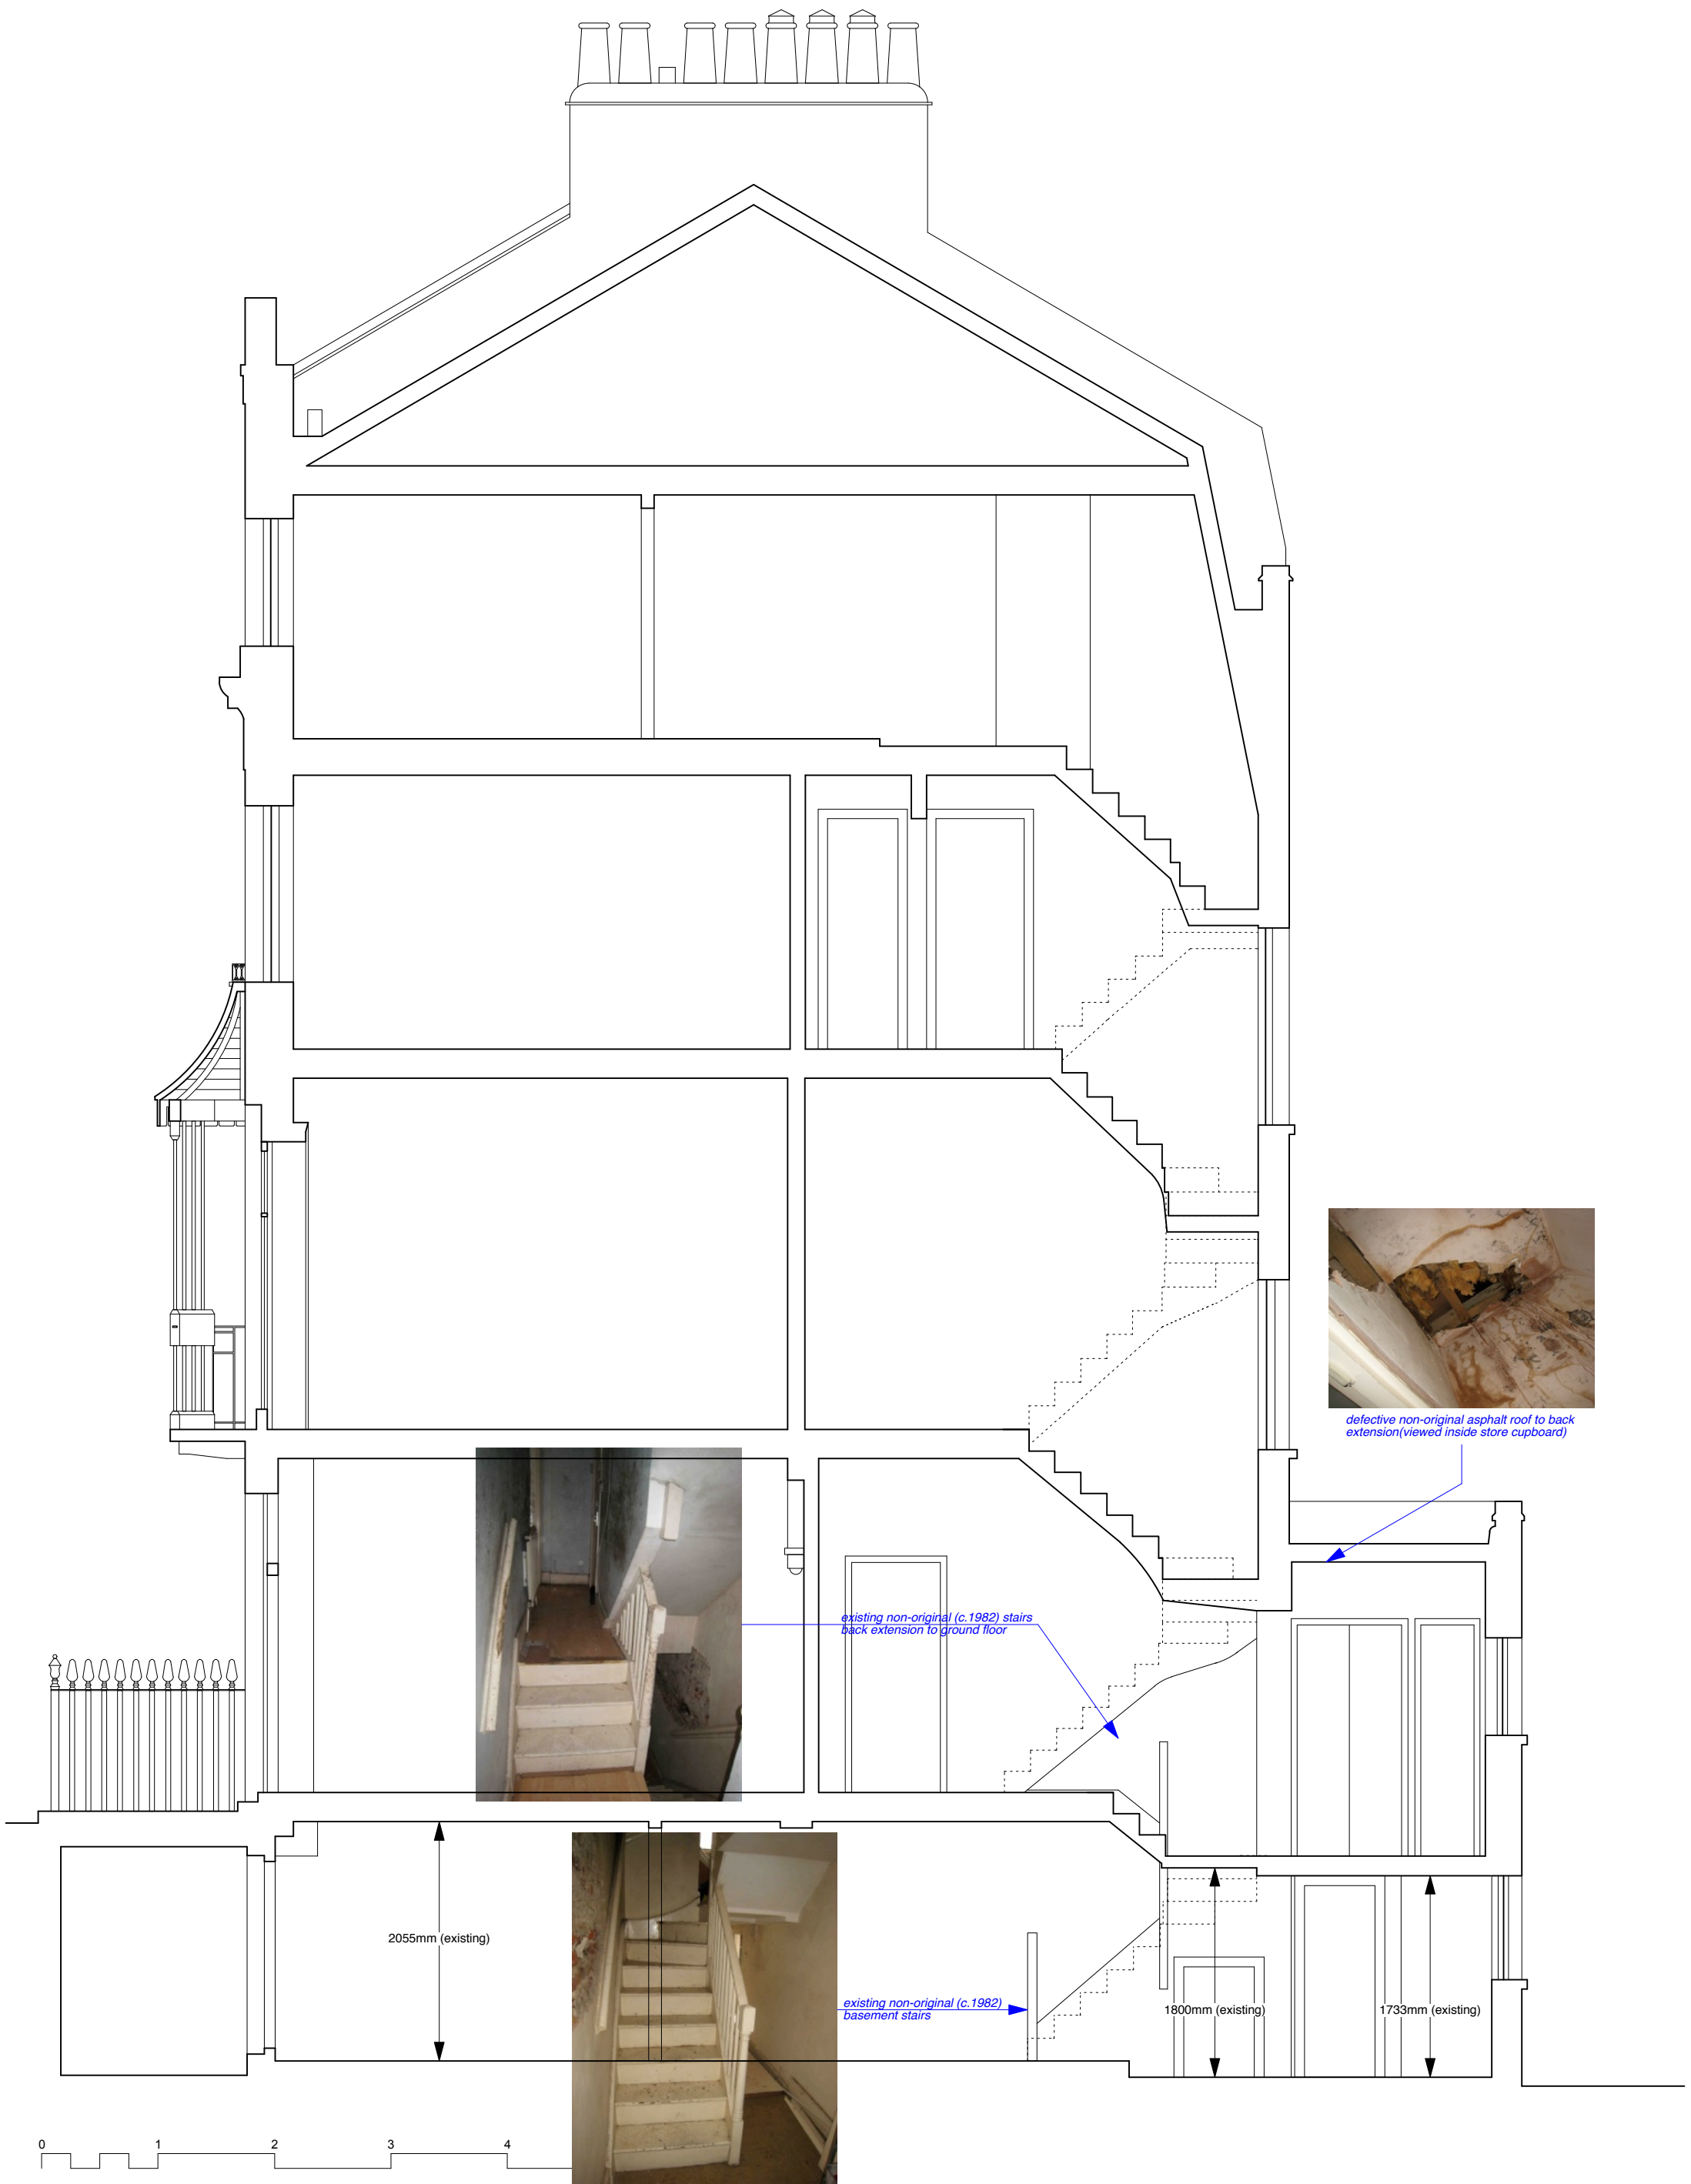 defective non-original asphalt roof to back
extension(viewed inside store cupboard)
existing non-original (c.1982) stairs
back extension to ground floor
2055mm (existing)
existing non-original (c.1982)
basement stairs
1800mm (existing)
1733mm (existing)
0 1 2 3 4